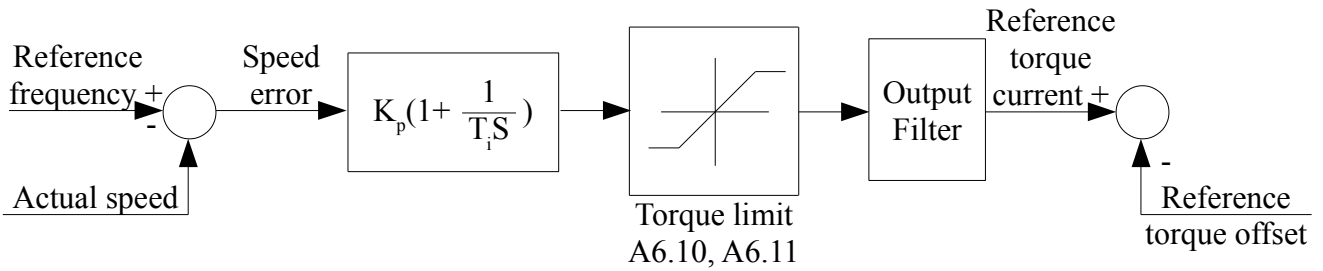 Reference
frequency
+
-
Actual speed
Speed
error
Kp(1+ 1/TiS )
Torque limit
A6.10, A6.11
Output
Filter
Reference
torque
current +
-
Reference
torque offset